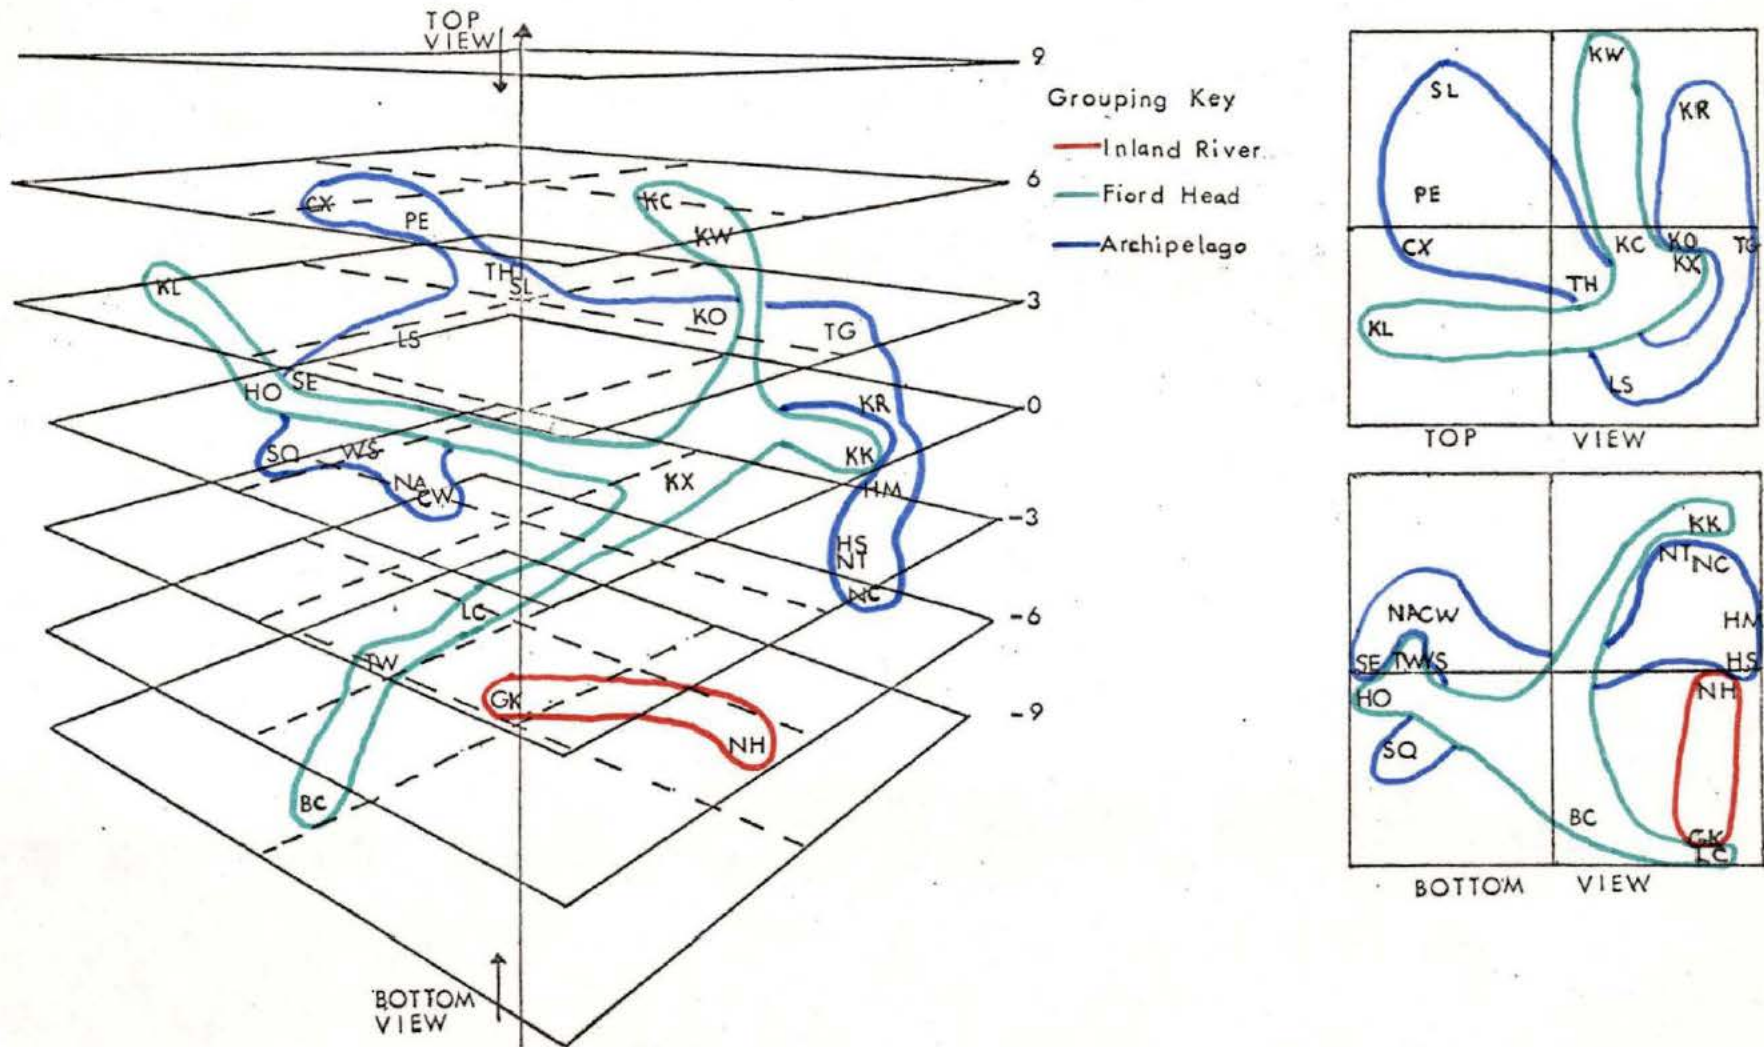 TOP
VIEW
9
Grouping Key
Inland River
Fiord Head
Archipelago
6
3
0
-3
-6
-9
CX
PE
KC
KW
TH
SL
KL
KO
TG
LS
SE
HO
KR
SQ
WS
KK
NA
CW
KX
HM
HS
NT
NC
LC
TW
GK
NH
BC
BOTTOM
VIEW
KW
SL
KR
PE
CX
KC
KO
TG
KX
TH
KL
LS
TOP VIEW
KK
NT NC
NACW
HM
SE TWWS
HS
HO
NH
SQ
BC
GK
LC
BOTTOM VIEW